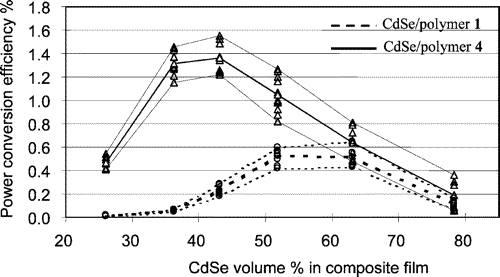 Power conversion efficiency %
1.8
1.6
1.4
1.2
1.0
0.8
0.6
0.4
0.2
0.0
CdSe/polymer 1
CdSe/polymer 4
20 30 40 50 60 70 80
CdSe volume % in composite film